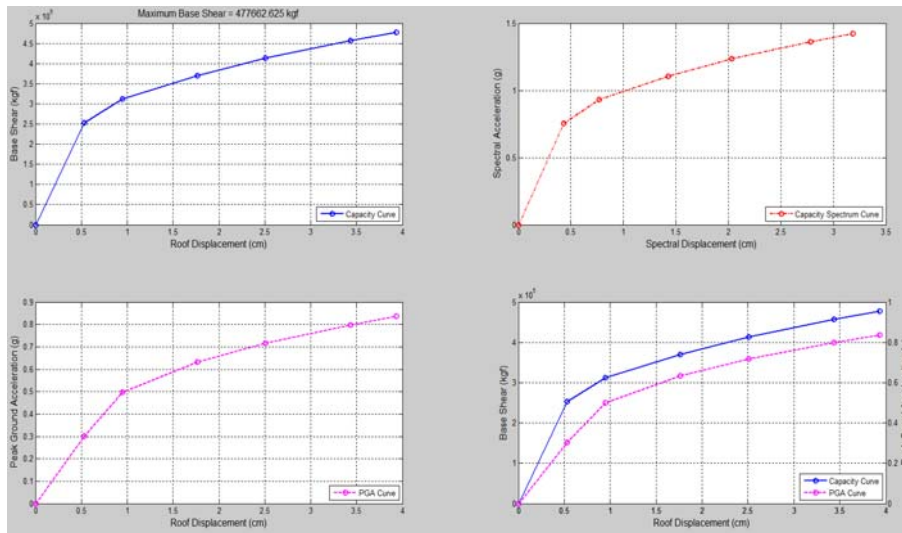 Maximum Base Shear = 477662.625 kgf
x 10
5
4.5
4
3.5
3
2.5
2
1.5
1
0.5
0
Base Shear (kgf)
0 0.5 1 1.5 2 2.5 3 3.5 4
Roof Displacement (cm)
Capacity Curve
1.5
1
0.5
0
Spectral Acceleration (g)
0 0.5 1 1.5 2 2.5 3 3.5
Spectral Displacement (cm)
Capacity Spectrum Curve
0.9
0.8
0.7
0.6
0.5
0.4
0.3
0.2
0.1
0
Peak Ground Acceleration (g)
0 0.5 1 1.5 2 2.5 3 3.5 4
Roof Displacement (cm)
PGA Curve
x 10
5
4
3
2
1
0
Base Shear (kgf)
0 0.5 1 1.5 2 2.5 3 3.5 4
Roof Displacement (cm)
1
0.8
0.6
0.4
0.2
0
Capacity Curve
PGA Curve